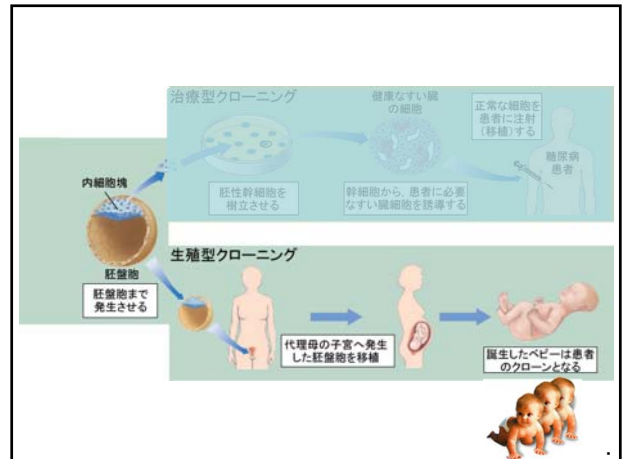 治療型クローニング
健康なすい臓
の細胞
正常な細胞を
患者に注射
(移植)する
糖尿病
患者
内細胞塊
胚性幹細胞を
樹立させる
幹細胞から、患者に必要
なすい臓細胞を誘導する
胚盤胞
胚盤胞まで
発生させる
生殖型クローニング
代理母の子宮へ発生
した胚盤胞を移植
誕生したベビーは患者
のクローンとなる
.